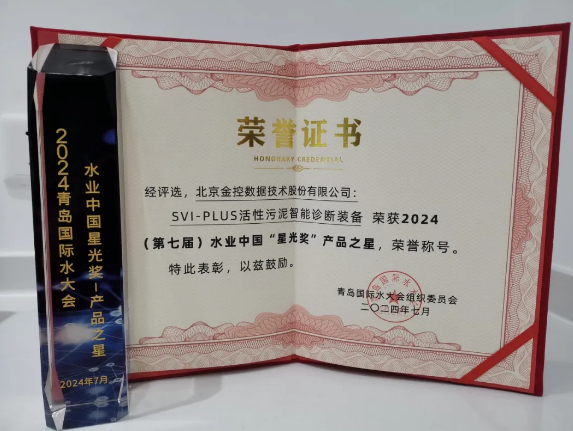 2024青岛国际水大会
水业中国星光奖-产品之星
2024年7月
荣誉证书
HONORARY CREDENTIAL
经评选，北京金控数据技术股份有限公司：
SVI-PLUS活性污泥智能诊断装备 荣获2024
（第七届）水业中国“星光奖”产品之星，荣誉称号。
特此表彰，以兹鼓励。
青岛国际水大会组织委员会
二〇二四年七月